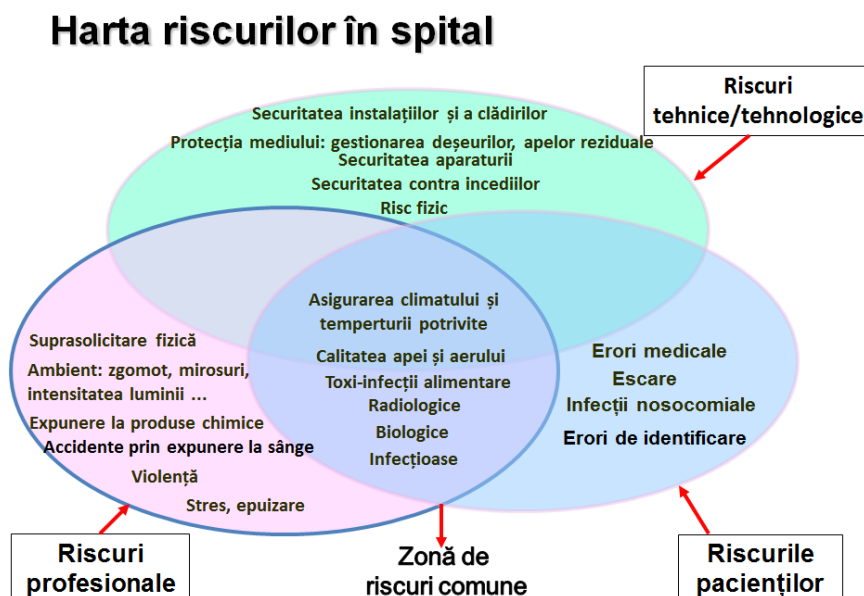 Harta riscurilor în spital
Riscuri
tehnice/tehnologice
Securitatea instalațiilor și a clădirilor
Protecția mediului: gestionarea deșeurilor, apelor reziduale
Securitatea aparaturii
Securitatea contra incediilor
Risc fizic
Asigurarea climatului și
temperturii potrivite
Calitatea apei și aerului
Toxi-infecții alimentare
Radiologice
Biologice
Infecțioase
Suprasolicitare fizică
Ambient: zgomot, mirosuri,
intensitatea luminii ...
Expunere la produse chimice
Accidente prin expunere la sânge
Violență
Stres, epuizare
Erori medicale
Escare
Infecții nosocomiale
Erori de identificare
Riscuri
profesionale
Zonă de
riscuri comune
Riscurile
pacienților